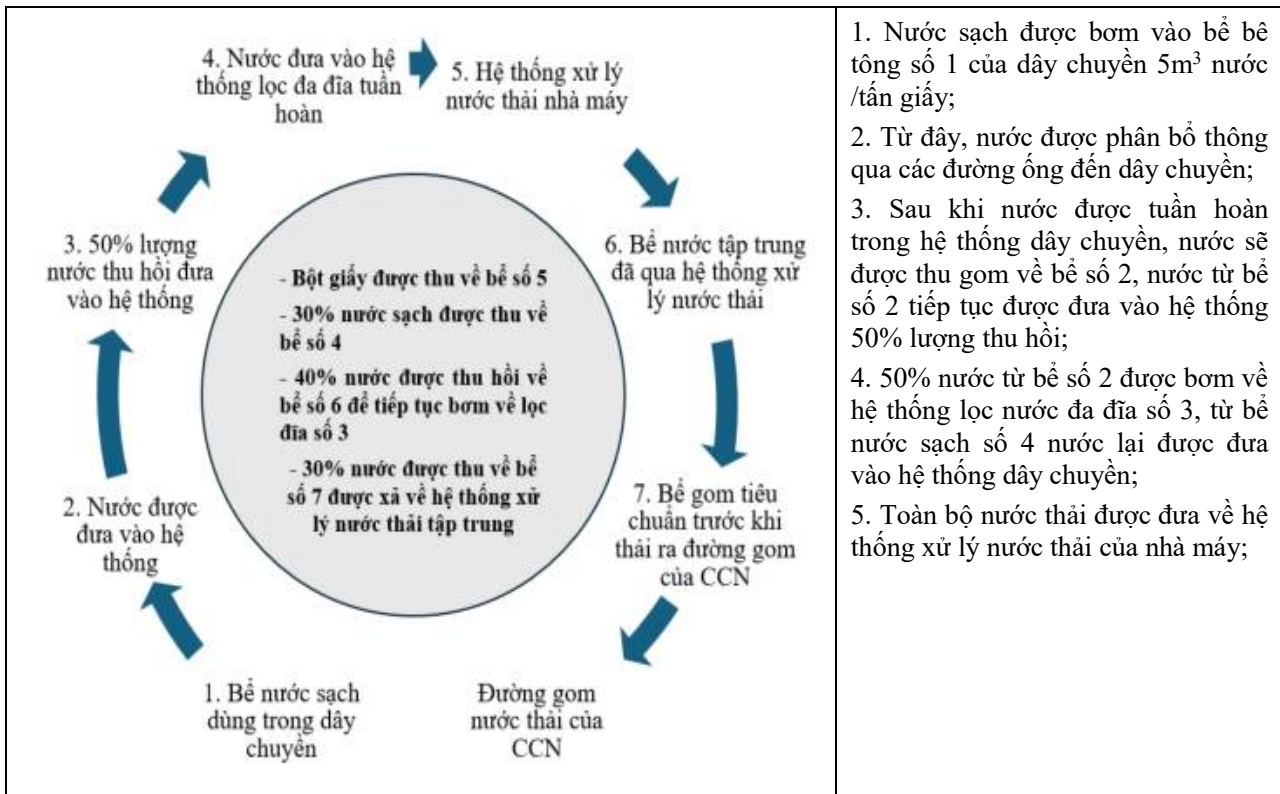 4. Nước đưa vào hệ
thống lọc đa đĩa tuần
hoàn
5. Hệ thống xử lý
nước thải nhà máy
3. 50% lượng
nước thu hồi đưa
vào hệ thống
6. Bể nước tập trung
đã qua hệ thống xử
lý nước thải
- Bột giấy được thu về bể số 5
- 30% nước sạch được thu về
bể số 4
- 40% nước được thu hồi về
bể số 6 để tiếp tục bơm về lọc
đĩa số 3
- 30% nước được thu về bể
số 7 được xả về hệ thống xử
lý nước thải tập trung
2. Nước được
đưa vào hệ
thống
7. Bể gom tiêu
chuẩn trước khi
thải ra đường gom
của CCN
1. Bể nước sạch
dùng trong dây
chuyền
Đường gom
nước thải của
CCN
1. Nước sạch được bơm vào bể bê
tông số 1 của dây chuyền 5m³ nước
/tấn giấy;
2. Từ đây, nước được phân bổ thông
qua các đường ống đến dây chuyền;
3. Sau khi nước được tuần hoàn
trong hệ thống dây chuyền, nước sẽ
được thu gom về bể số 2, nước từ bể
số 2 tiếp tục được đưa vào hệ thống
50% lượng thu hồi;
4. 50% nước từ bể số 2 được bơm về
hệ thống lọc nước đa đĩa số 3, từ bể
nước sạch số 4 nước lại được đưa
vào hệ thống dây chuyền;
5. Toàn bộ nước thải được đưa về hệ
thống xử lý nước thải của nhà máy;